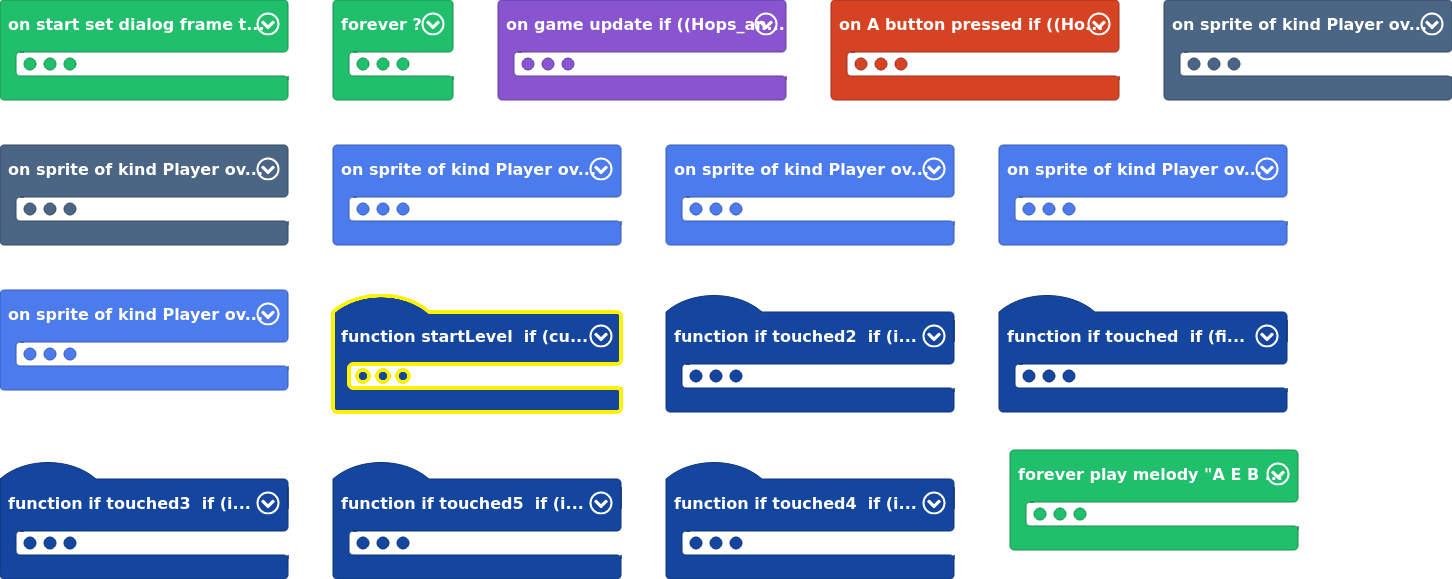 on start set dialog frame t...
forever ?
on game update if ((Hops_an...
on A button pressed if ((Ho...
on sprite of kind Player ov...
on sprite of kind Player ov...
on sprite of kind Player ov...
on sprite of kind Player ov...
on sprite of kind Player ov...
on sprite of kind Player ov...
function startLevel  if (cu...
function if touched2  if (i...
function if touched  if (fi...
function if touched3  if (i...
function if touched5  if (i...
function if touched4  if (i...
forever play melody "A E B ...